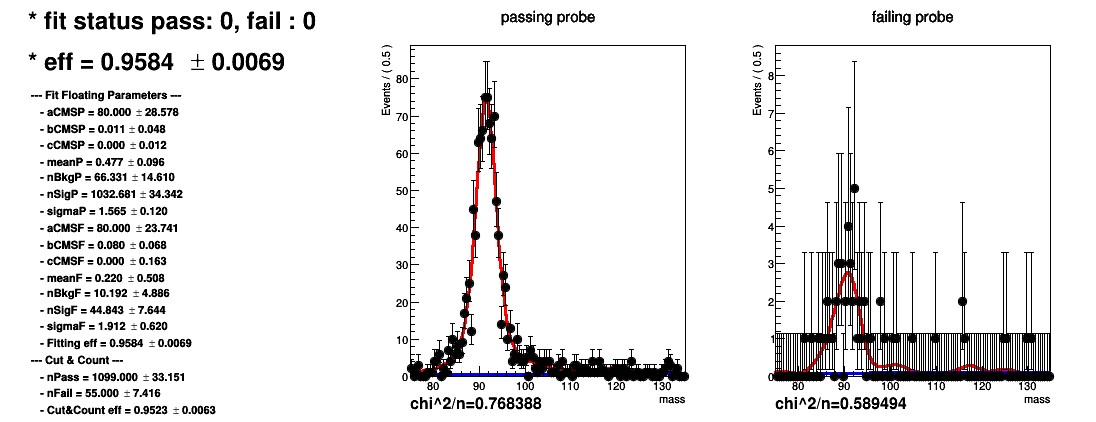 * fit status pass: 0, fail : 0
* eff = 0.9584 ± 0.0069
--- Fit Floating Parameters ---
- aCMSP = 80.000 ± 28.578
- bCMSP = 0.011 ± 0.048
- cCMSP = 0.000 ± 0.012
- meanP = 0.477 ± 0.096
- nBkgP = 66.331 ± 14.610
- nSigP = 1032.681 ± 34.342
- sigmaP = 1.565 ± 0.120
- aCMSF = 80.000 ± 23.741
- bCMSF = 0.080 ± 0.068
- cCMSF = 0.000 ± 0.163
- meanF = 0.220 ± 0.508
- nBkgF = 10.192 ± 4.886
- nSigF = 44.843 ± 7.644
- sigmaF = 1.912 ± 0.620
- Fitting eff = 0.9584 ± 0.0069
--- Cut & Count ---
- nPass = 1099.000 ± 33.151
- nFail = 55.000 ± 7.416
- Cut&Count eff = 0.9523 ± 0.0063
passing probe
Events / ( 0.5 )
80
70
60
50
40
30
20
10
0
80 90 100 110 120 130
mass
chi^2/n=0.768388
failing probe
Events / ( 0.5 )
8
7
6
5
4
3
2
1
0
80 90 100 110 120 130
mass
chi^2/n=0.589494